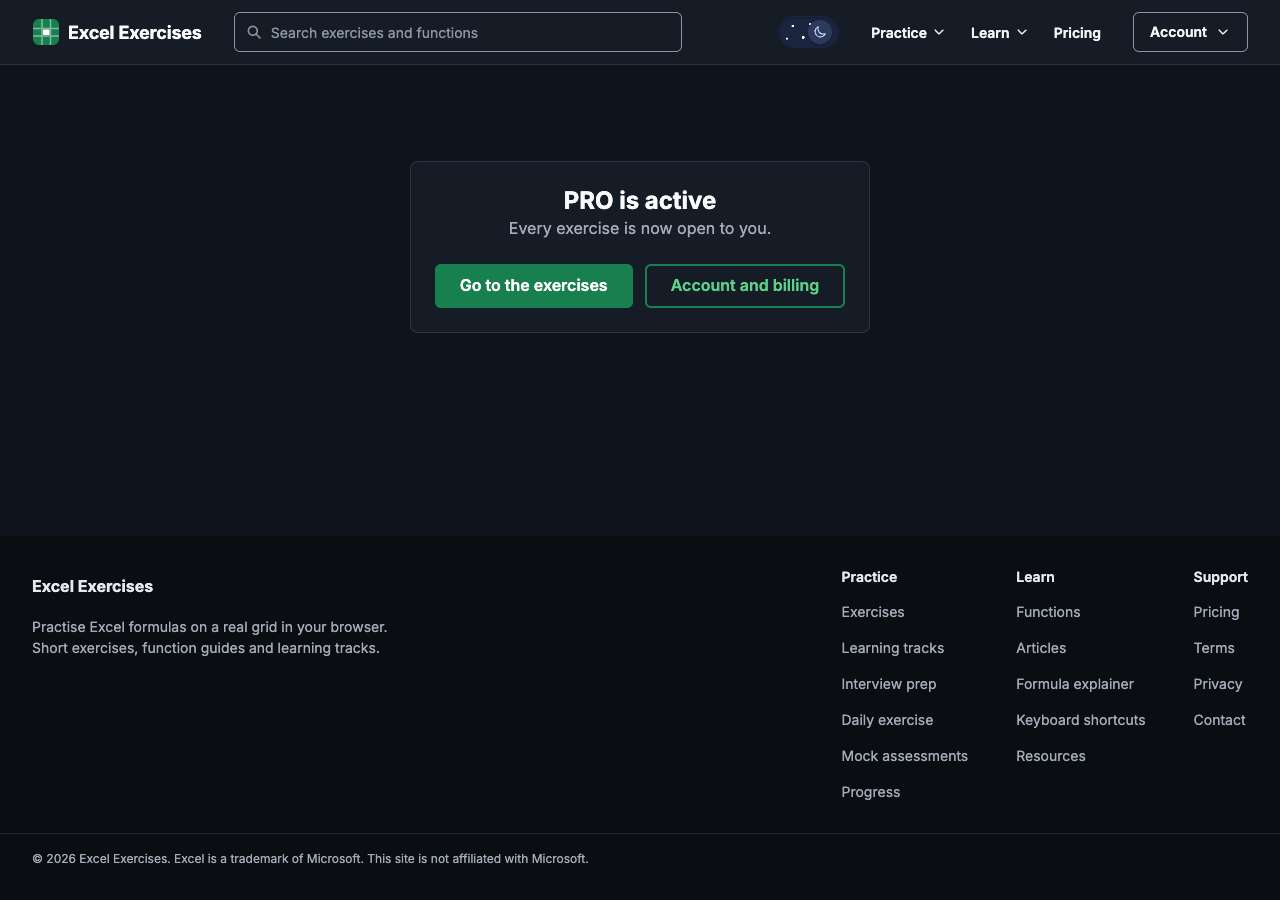 Excel Exercises
Search exercises and functions
Practice
Learn
Pricing
Account
PRO is active
Every exercise is now open to you.
Go to the exercises
Account and billing
Excel Exercises
Practise Excel formulas on a real grid in your browser.
Short exercises, function guides and learning tracks.
Practice
Exercises
Learning tracks
Interview prep
Daily exercise
Mock assessments
Progress
Learn
Functions
Articles
Formula explainer
Keyboard shortcuts
Resources
Support
Pricing
Terms
Privacy
Contact
© 2026 Excel Exercises. Excel is a trademark of Microsoft. This site is not affiliated with Microsoft.